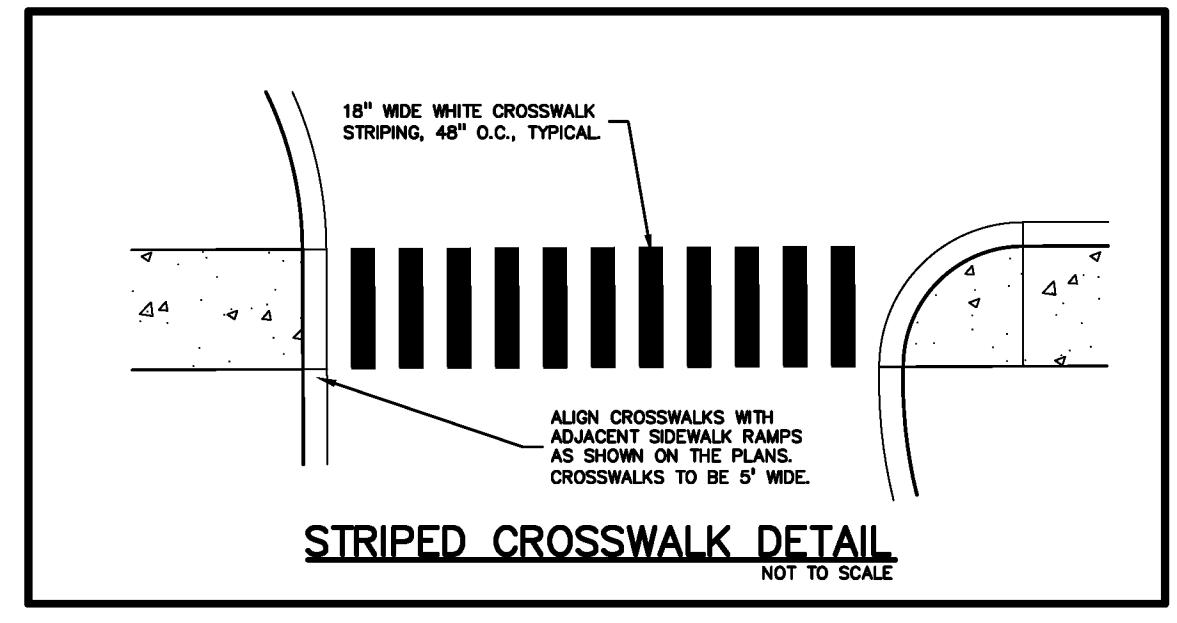 18" WIDE WHITE CROSSWALK
STRIPING, 48" O.C., TYPICAL.
ALIGN CROSSWALKS WITH
ADJACENT SIDEWALK RAMPS
AS SHOWN ON THE PLANS.
CROSSWALKS TO BE 5' WIDE.
STRIPED CROSSWALK DETAIL
NOT TO SCALE